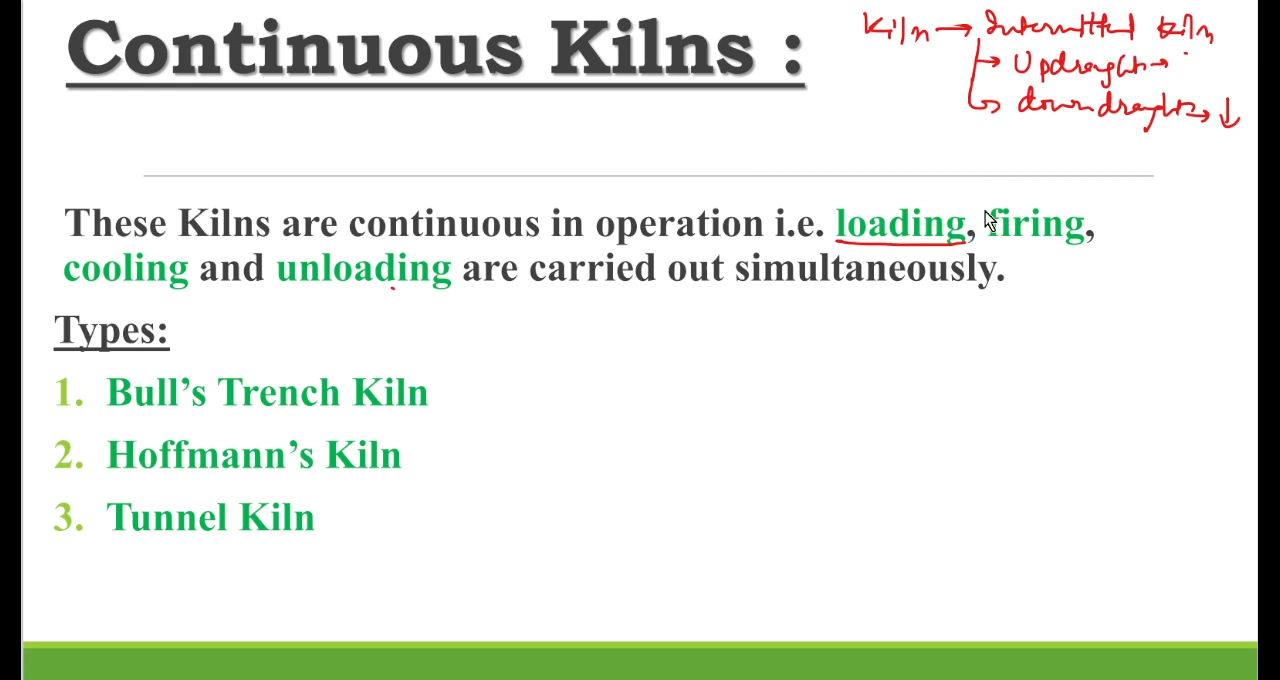 Continuous Kilns :
Kiln → Intermitted kiln
→ Updraught →
→ downdraught → ↓
These Kilns are continuous in operation i.e. loading, firing,
cooling and unloading are carried out simultaneously.
Types:
1. Bull’s Trench Kiln
2. Hoffmann’s Kiln
3. Tunnel Kiln